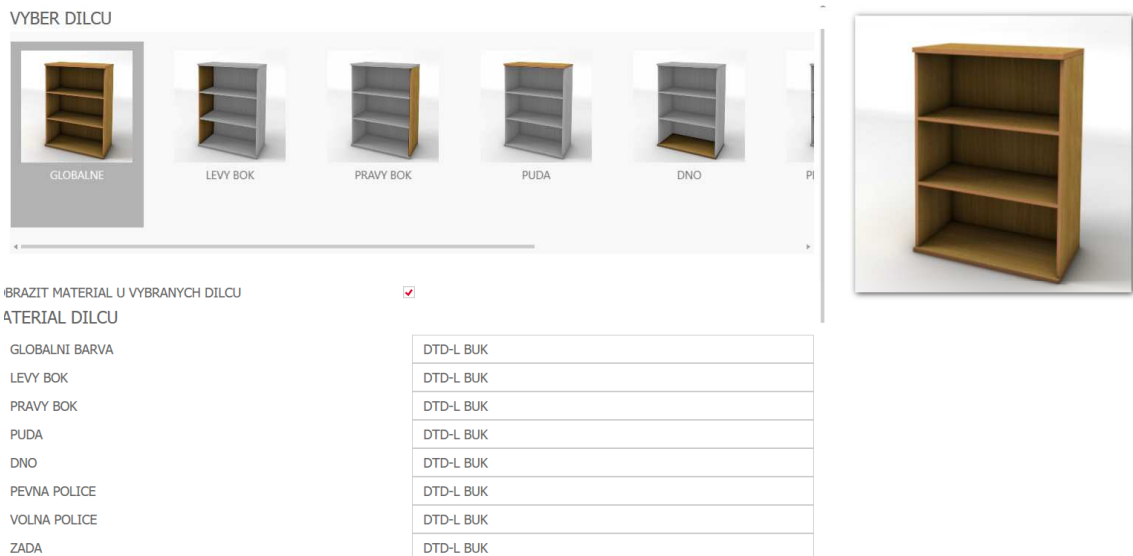 VYBER DILCU
GLOBALNE
LEVY BOK
PRAVY BOK
PUDA
DNO
BRAZIT MATERIAL U VYBRANYCH DILCU
ATERIAL DILCU
GLOBALNI BARVA DTD-L BUK
LEVY BOK DTD-L BUK
PRAVY BOK DTD-L BUK
PUDA DTD-L BUK
DNO DTD-L BUK
PEVNA POLICE DTD-L BUK
VOLNA POLICE DTD-L BUK
ZADA DTD-L BUK